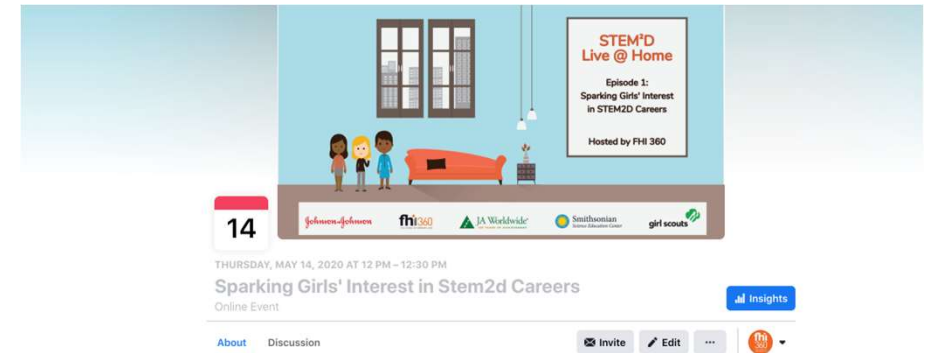 STEM²D
Live @ Home
Episode 1:
Sparking Girls' Interest
in STEM2D Careers
Hosted by FHI 360
14
Johnson & Johnson
fhi360
JA Worldwide®
Smithsonian
Science Education Center
girl scouts
THURSDAY, MAY 14, 2020 AT 12 PM – 12:30 PM
Sparking Girls' Interest in Stem2d Careers
Online Event
Insights
About Discussion Invite Edit ... fhi 360